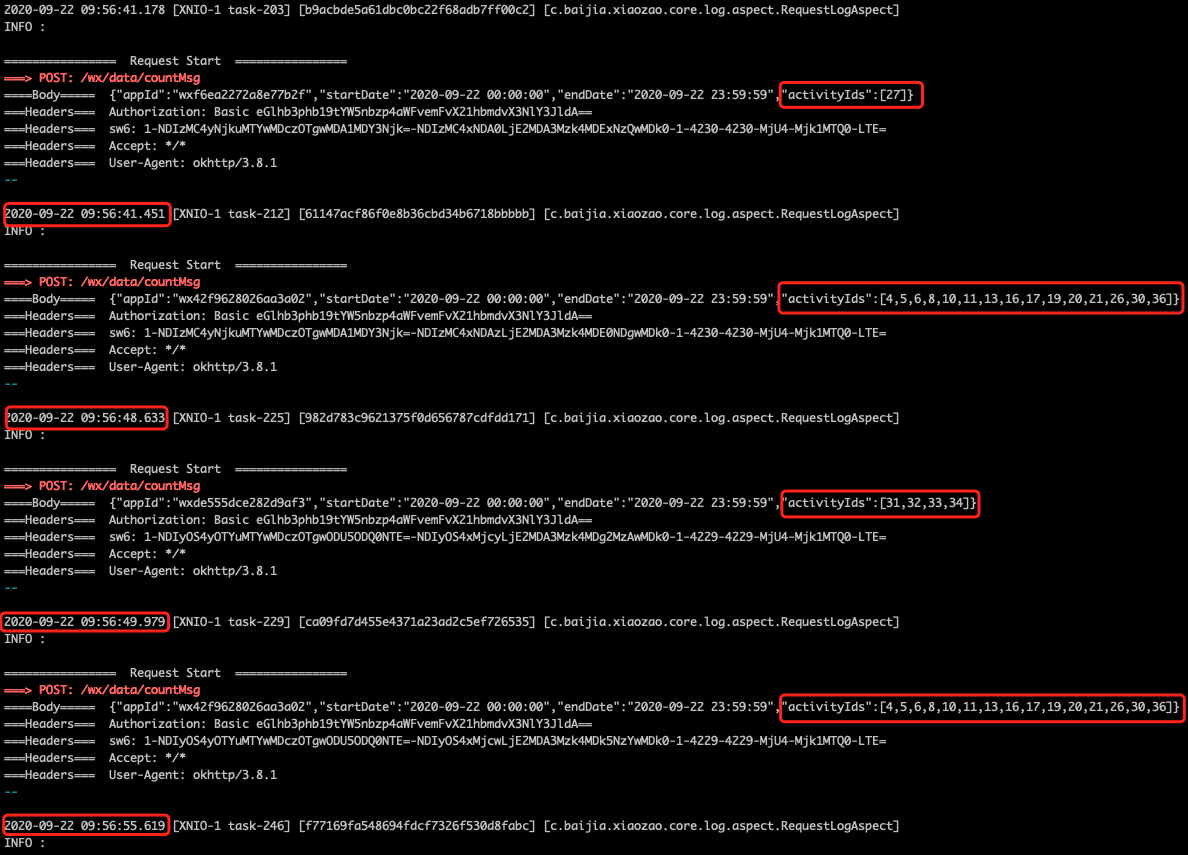 2020-09-22 09:56:41.178 [XNIO-1 task-203] [b9acbde5a61dbc0bc22f68adb7ff00c2] [c.baijia.xiaozao.core.log.aspect.RequestLogAspect]
INFO :
================  Request Start  ================
===> POST: /wx/data/countMsg
====Body=====  {"appId":"wxf6ea2272a8e77b2f","startDate":"2020-09-22 00:00:00","endDate":"2020-09-22 23:59:59","activityIds":[27]}
===Headers===  Authorization: Basic eGlhb3phb19tYW5nbzp4aWFvemFvX21hbmdvX3NlY3JldA==
===Headers===  sw6: 1-NDIzMC4yNjkuMTYwMDczOTgwMDA1MDY3Njk=-NDIzMC4xNDA0LjE2MDA3Mzk4MDExNzQwMDk0-1-4230-4230-MjU4-Mjk1MTQ0-LTE=
===Headers===  Accept: */*
===Headers===  User-Agent: okhttp/3.8.1
--
2020-09-22 09:56:41.451 [XNIO-1 task-212] [61147acf86f0e8b36cbd34b6718bbbbb] [c.baijia.xiaozao.core.log.aspect.RequestLogAspect]
INFO :
================  Request Start  ================
===> POST: /wx/data/countMsg
====Body=====  {"appId":"wx42f9628026aa3a02","startDate":"2020-09-22 00:00:00","endDate":"2020-09-22 23:59:59","activityIds":[4,5,6,8,10,11,13,16,17,19,20,21,26,30,36]}
===Headers===  Authorization: Basic eGlhb3phb19tYW5nbzp4aWFvemFvX21hbmdvX3NlY3JldA==
===Headers===  sw6: 1-NDIzMC4yNjkuMTYwMDczOTgwMDA1MDY3Njk=-NDIzMC4xNDAzLjE2MDA3Mzk4MDE0NDgwMDk0-1-4230-4230-MjU4-Mjk1MTQ0-LTE=
===Headers===  Accept: */*
===Headers===  User-Agent: okhttp/3.8.1
--
2020-09-22 09:56:48.633 [XNIO-1 task-225] [982d783c9621375f0d656787cdfdd171] [c.baijia.xiaozao.core.log.aspect.RequestLogAspect]
INFO :
================  Request Start  ================
===> POST: /wx/data/countMsg
====Body=====  {"appId":"wxde555dce282d9af3","startDate":"2020-09-22 00:00:00","endDate":"2020-09-22 23:59:59","activityIds":[31,32,33,34]}
===Headers===  Authorization: Basic eGlhb3phb19tYW5nbzp4aWFvemFvX21hbmdvX3NlY3JldA==
===Headers===  sw6: 1-NDIyOS4yOTYuMTYwMDczOTgwODU5ODQ0NTE=-NDIyOS4xMjcyLjE2MDA3Mzk4MDg2MzAwMDk0-1-4229-4229-MjU4-Mjk1MTQ0-LTE=
===Headers===  Accept: */*
===Headers===  User-Agent: okhttp/3.8.1
--
2020-09-22 09:56:49.979 [XNIO-1 task-229] [ca09fd7d455e4371a23ad2c5ef726535] [c.baijia.xiaozao.core.log.aspect.RequestLogAspect]
INFO :
================  Request Start  ================
===> POST: /wx/data/countMsg
====Body=====  {"appId":"wx42f9628026aa3a02","startDate":"2020-09-22 00:00:00","endDate":"2020-09-22 23:59:59","activityIds":[4,5,6,8,10,11,13,16,17,19,20,21,26,30,36]}
===Headers===  Authorization: Basic eGlhb3phb19tYW5nbzp4aWFvemFvX21hbmdvX3NlY3JldA==
===Headers===  sw6: 1-NDIyOS4yOTYuMTYwMDczOTgwODU5ODQ0NTE=-NDIyOS4xMjcwLjE2MDA3Mzk4MDk5NzYwMDk0-1-4229-4229-MjU4-Mjk1MTQ0-LTE=
===Headers===  Accept: */*
===Headers===  User-Agent: okhttp/3.8.1
--
2020-09-22 09:56:55.619 [XNIO-1 task-246] [f77169fa548694fdcf7326f530d8fabc] [c.baijia.xiaozao.core.log.aspect.RequestLogAspect]
INFO :